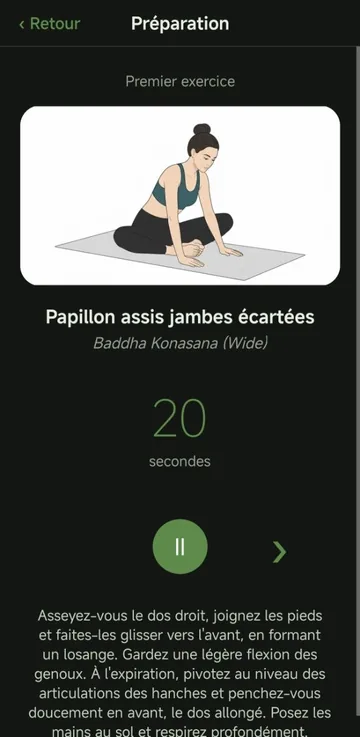 ‹ Retour
Préparation
Premier exercice
Papillon assis jambes écartées
Baddha Konasana (Wide)
20
secondes
Asseyez-vous le dos droit, joignez les pieds
et faites-les glisser vers l'avant, en formant
un losange. Gardez une légère flexion des
genoux. À l'expiration, pivotez au niveau des
articulations des hanches et penchez-vous
doucement en avant, le dos allongé. Posez les
mains au sol et respirez profondément.